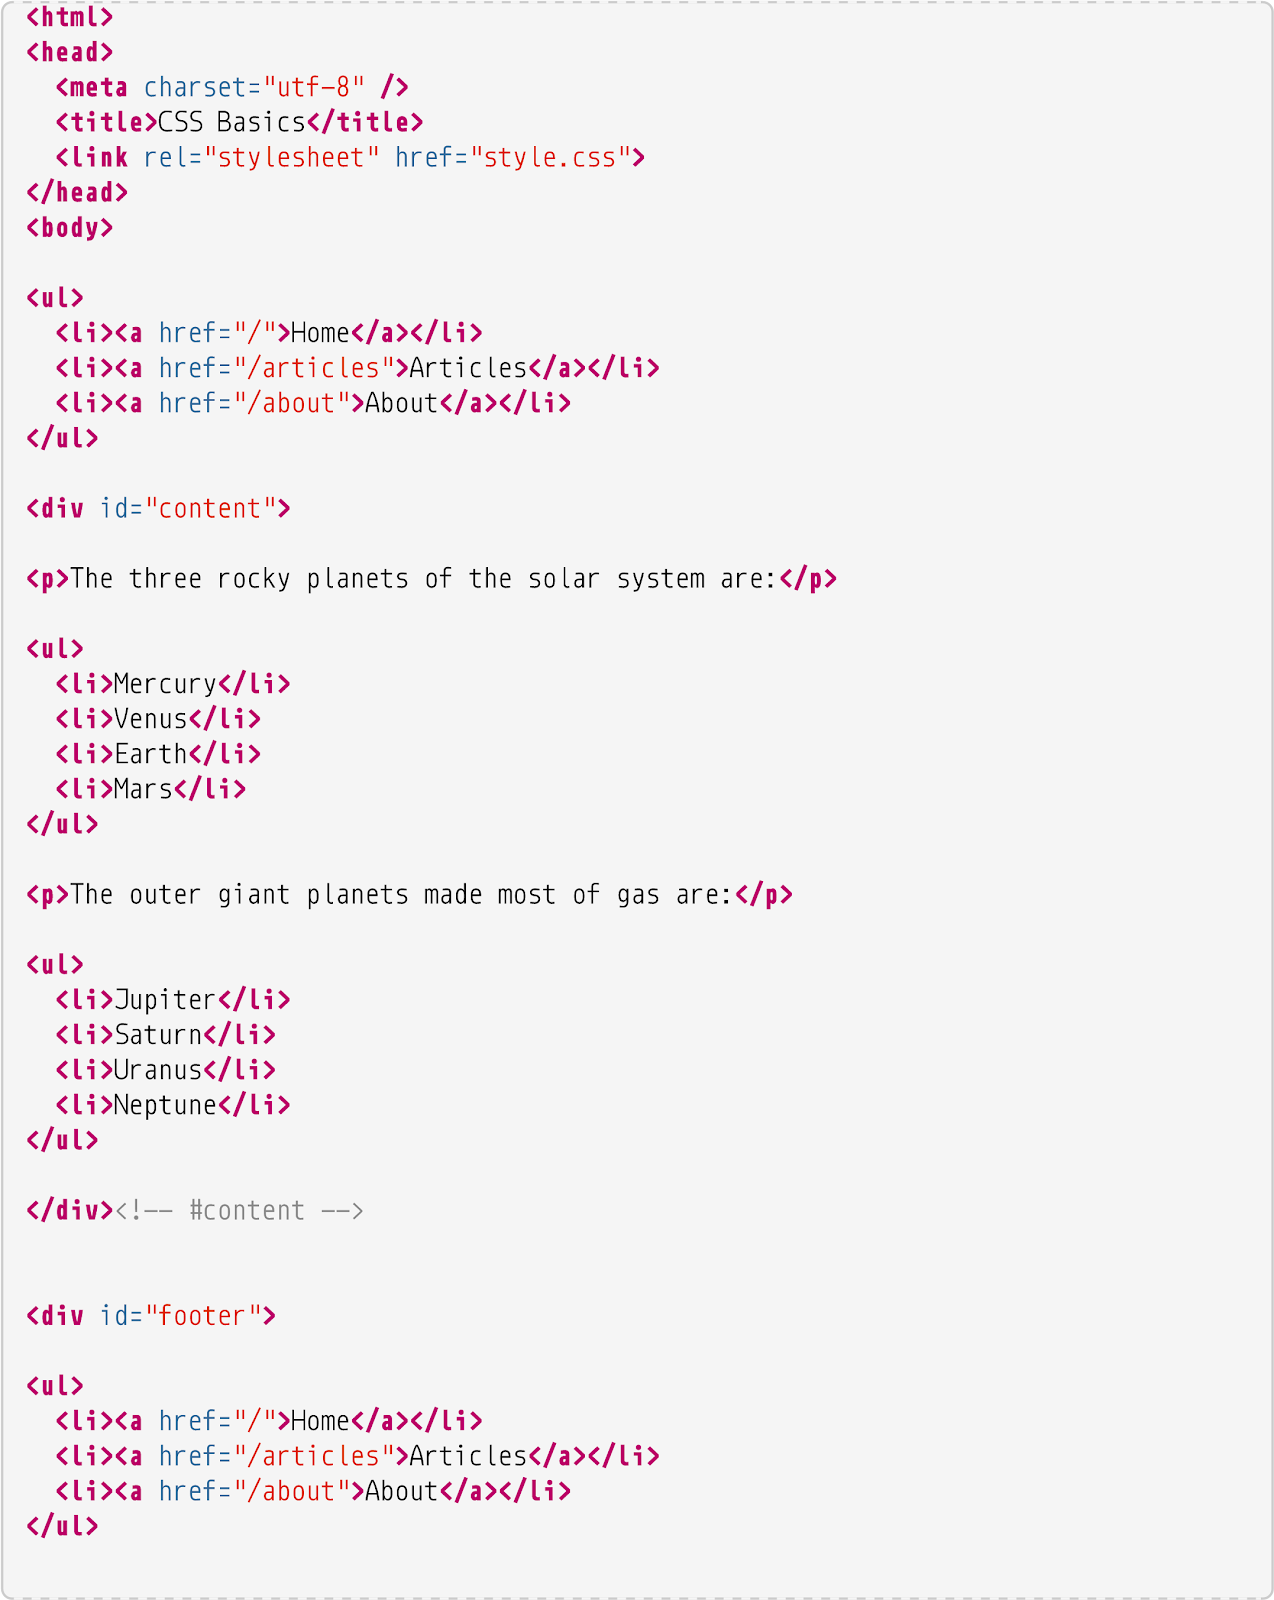 <html>
<head>
  <meta charset="utf-8" />
  <title>CSS Basics</title>
  <link rel="stylesheet" href="style.css">
</head>
<body>

<ul>
  <li><a href="/">Home</a></li>
  <li><a href="/articles">Articles</a></li>
  <li><a href="/about">About</a></li>
</ul>

<div id="content">

<p>The three rocky planets of the solar system are:</p>

<ul>
  <li>Mercury</li>
  <li>Venus</li>
  <li>Earth</li>
  <li>Mars</li>
</ul>

<p>The outer giant planets made most of gas are:</p>

<ul>
  <li>Jupiter</li>
  <li>Saturn</li>
  <li>Uranus</li>
  <li>Neptune</li>
</ul>

</div><!-- #content -->


<div id="footer">

<ul>
  <li><a href="/">Home</a></li>
  <li><a href="/articles">Articles</a></li>
  <li><a href="/about">About</a></li>
</ul>